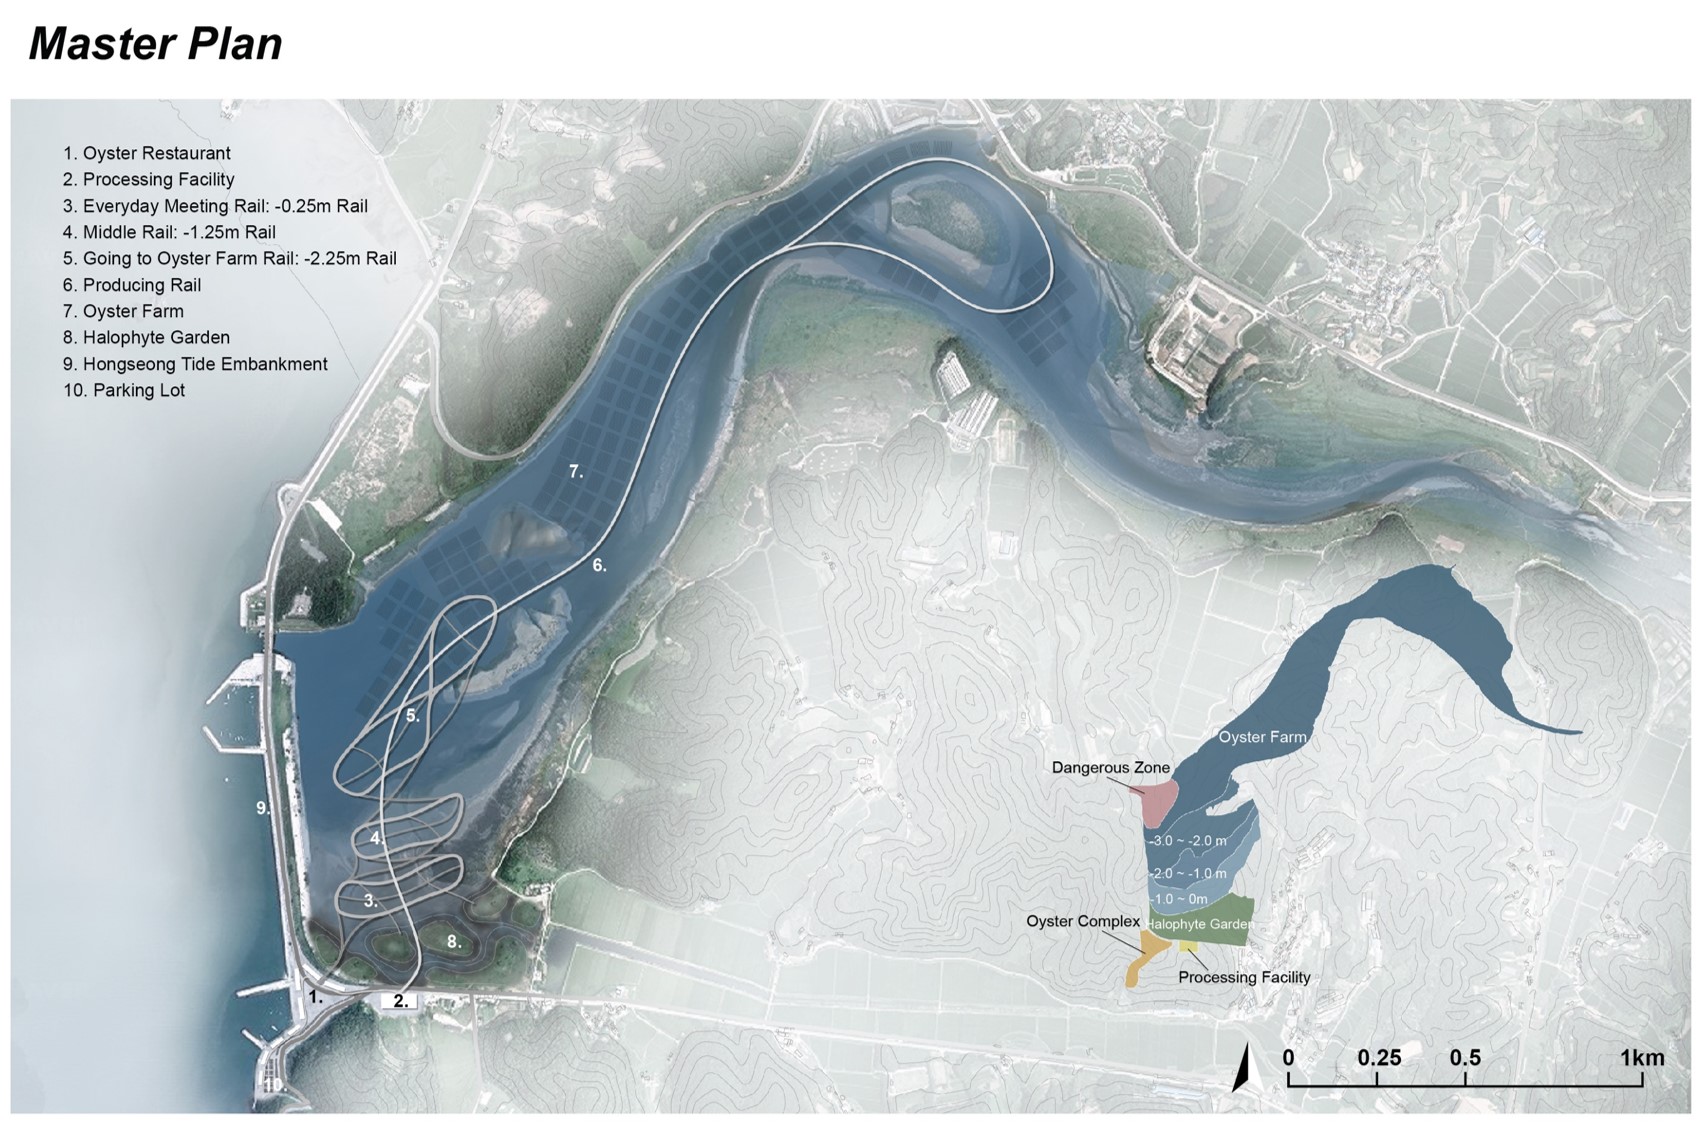 Master Plan
1. Oyster Restaurant
2. Processing Facility
3. Everyday Meeting Rail: -0.25m Rail
4. Middle Rail: -1.25m Rail
5. Going to Oyster Farm Rail: -2.25m Rail
6. Producing Rail
7. Oyster Farm
8. Halophyte Garden
9. Hongseong Tide Embankment
10. Parking Lot
7.
6.
5.
9.
4.
3.
8.
1.
2.
10.
Oyster Farm
Dangerous Zone
-3.0 ~ -2.0 m
-2.0 ~ -1.0 m
-1.0 ~ 0m
Oyster Complex
Halophyte Garden
Processing Facility
0 0.25 0.5 1km